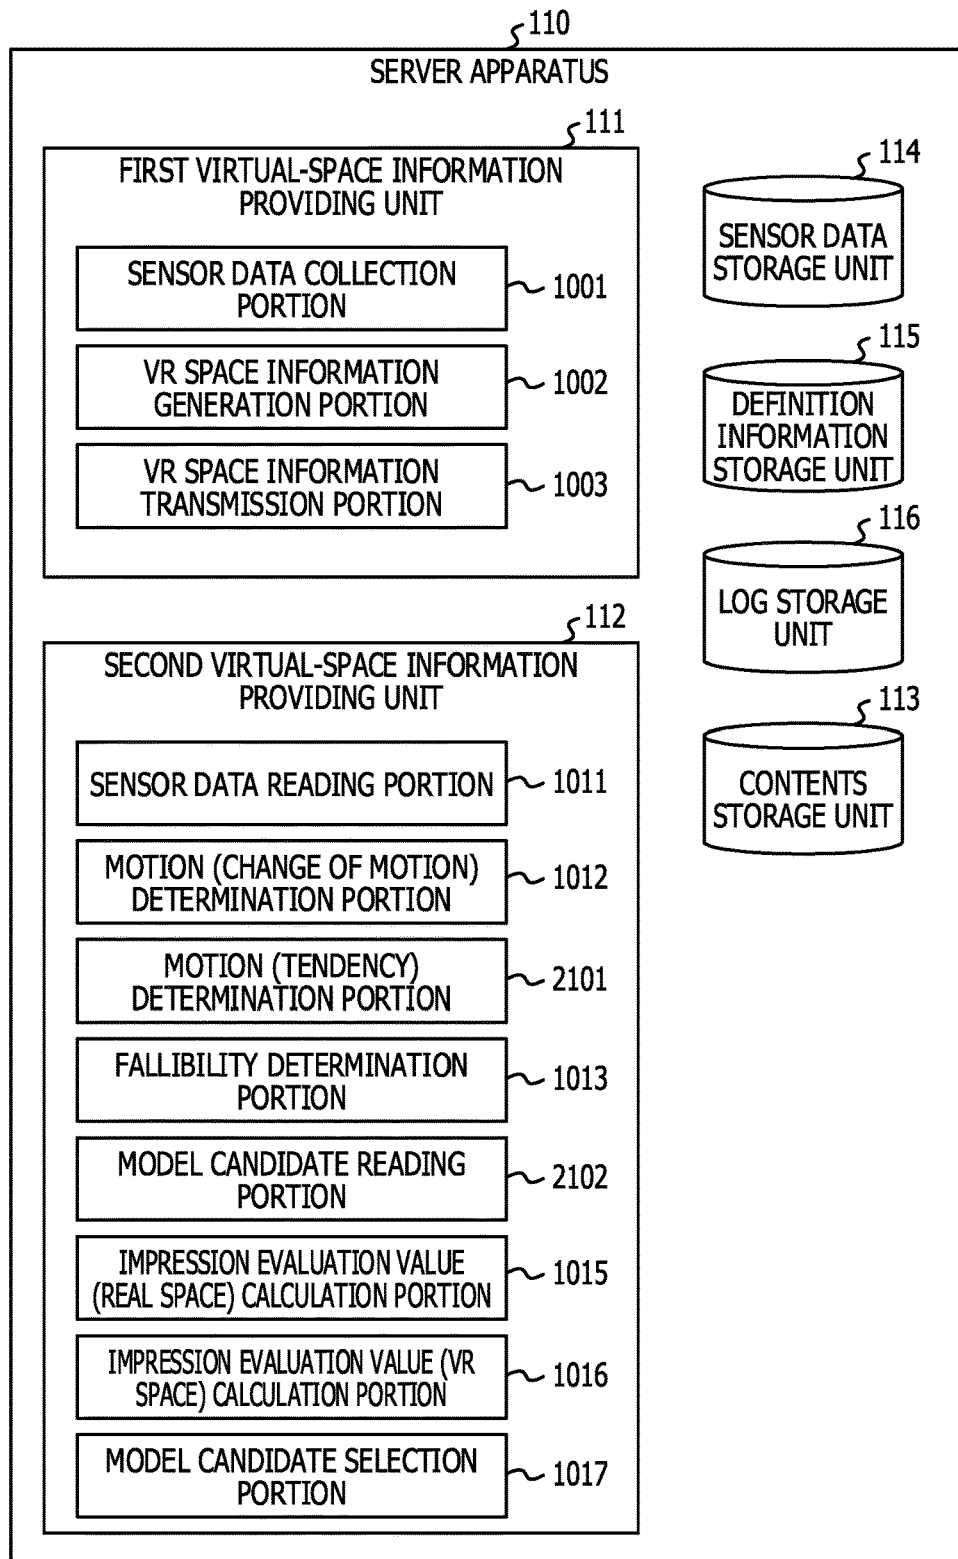 110
SERVER APPARATUS
111
FIRST VIRTUAL-SPACE INFORMATION
PROVIDING UNIT
SENSOR DATA COLLECTION
PORTION
1001
VR SPACE INFORMATION
GENERATION PORTION
1002
VR SPACE INFORMATION
TRANSMISSION PORTION
1003
114
SENSOR DATA
STORAGE UNIT
115
DEFINITION
INFORMATION
STORAGE UNIT
116
LOG STORAGE
UNIT
113
CONTENTS
STORAGE UNIT
112
SECOND VIRTUAL-SPACE INFORMATION
PROVIDING UNIT
SENSOR DATA READING PORTION
1011
MOTION (CHANGE OF MOTION)
DETERMINATION PORTION
1012
MOTION (TENDENCY)
DETERMINATION PORTION
2101
FALLIBILITY DETERMINATION
PORTION
1013
MODEL CANDIDATE READING
PORTION
2102
IMPRESSION EVALUATION VALUE
(REAL SPACE) CALCULATION PORTION
1015
IMPRESSION EVALUATION VALUE (VR
SPACE) CALCULATION PORTION
1016
MODEL CANDIDATE SELECTION
PORTION
1017